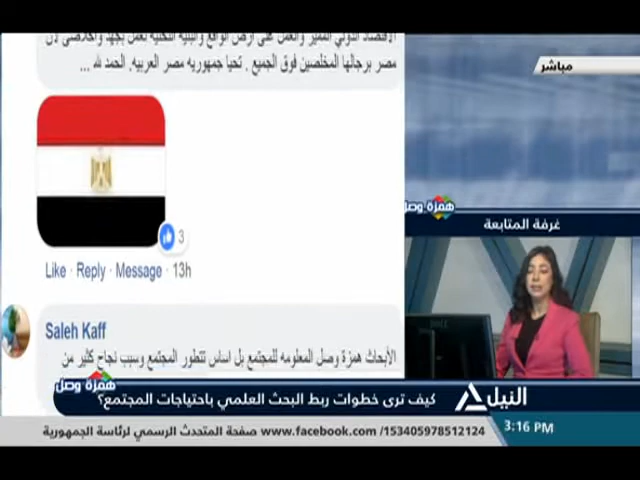 مصر برجالها المخلصين فوق الجميع . تحيا جمهوريه مصر العربيه. الحمد لله ...
مباشر
3
Like · Reply · Message · 13h
همزة وصل
غرفة المتابعة
DELL
Saleh Kaff
الأبحاث همزة وصل المعلومه للمجتمع بل اساس تتطور المجتمع وسبب نجاح كثير من
همزة وصل
كيف ترى خطوات ربط البحث العلمي باحتياجات المجتمع؟
النيل
صفحة المتحدث الرسمي لرئاسة الجمهورية www.facebook.com /153405978512124
3:16 PM